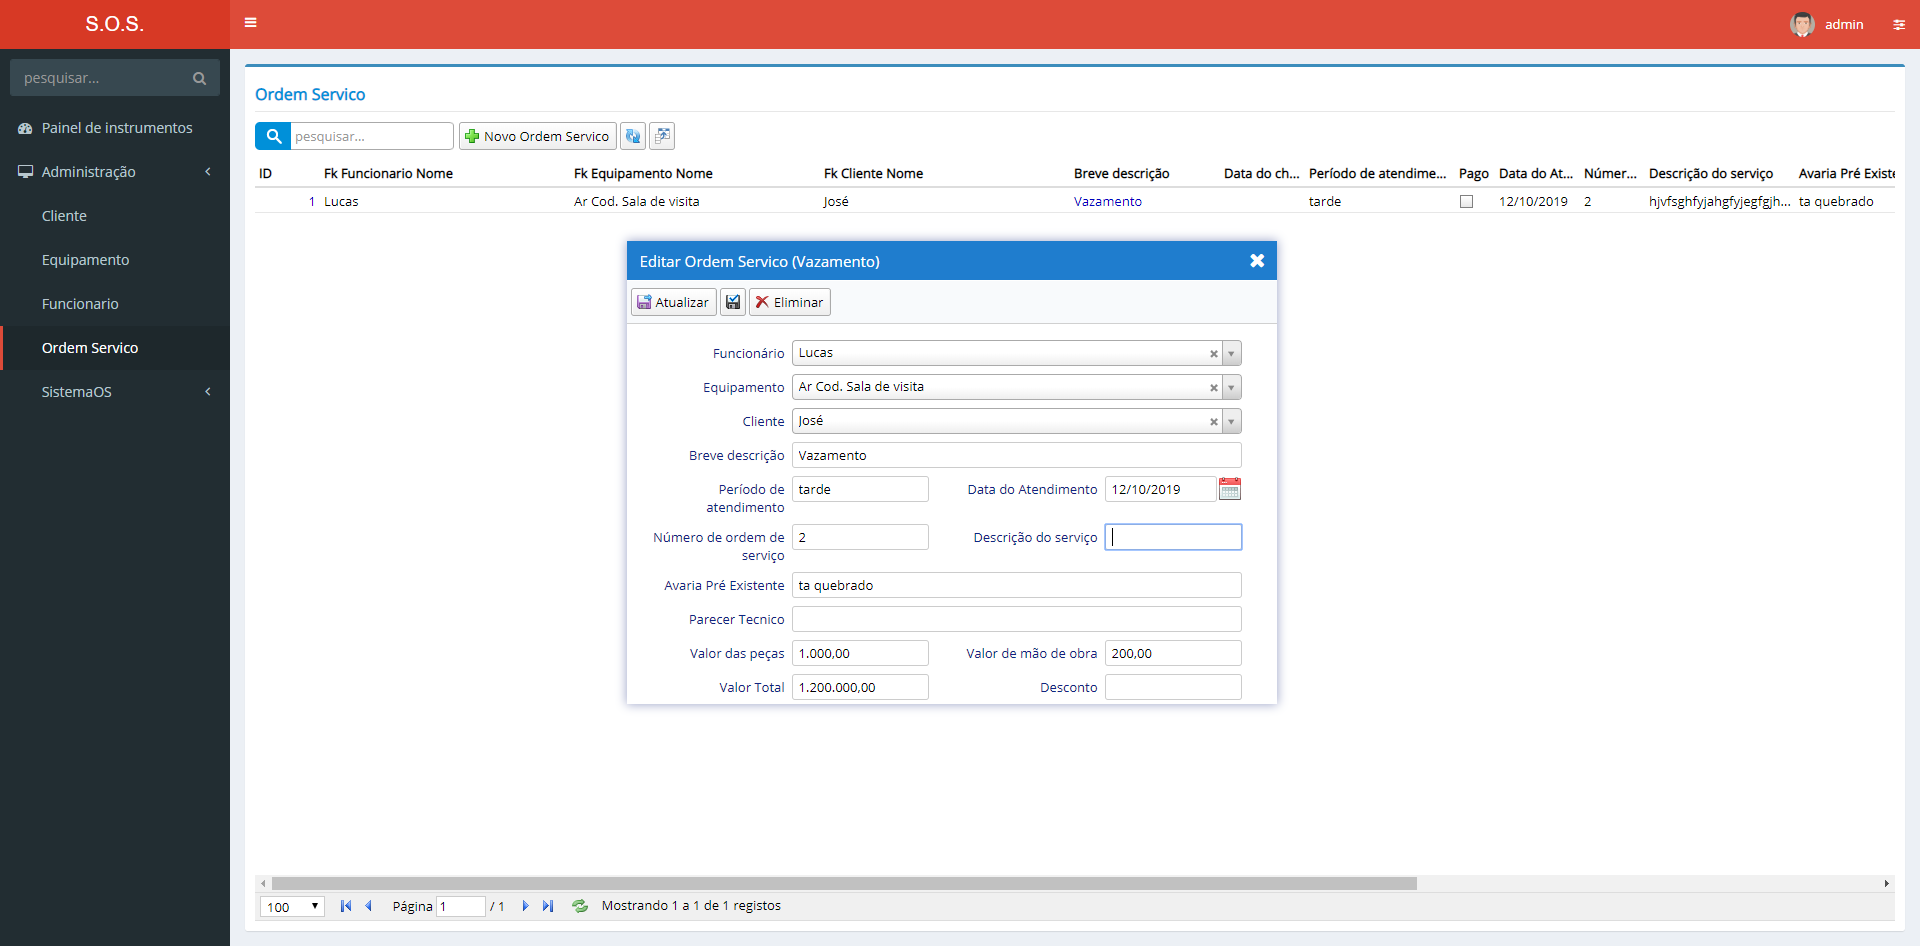 S.O.S.
admin
pesquisar...
Painel de instrumentos
Administração
Cliente
Equipamento
Funcionario
Ordem Servico
SistemaOS
Ordem Servico
pesquisar...
Novo Ordem Servico
ID Fk Funcionario Nome Fk Equipamento Nome Fk Cliente Nome Breve descrição Data do ch... Período de atendime... Pago Data do At... Númer... Descrição do serviço Avaria Pré Existe
1 Lucas Ar Cod. Sala de visita José Vazamento tarde 12/10/2019 2 hjvfsghfyjahgfyjegfgjh... ta quebrado
Editar Ordem Servico (Vazamento)
Atualizar Eliminar
Funcionário Lucas
Equipamento Ar Cod. Sala de visita
Cliente José
Breve descrição Vazamento
Período de atendimento tarde Data do Atendimento 12/10/2019
Número de ordem de serviço 2 Descrição do serviço
Avaria Pré Existente ta quebrado
Parecer Tecnico
Valor das peças 1.000,00 Valor de mão de obra 200,00
Valor Total 1.200.000,00 Desconto
100 Página 1 / 1 Mostrando 1 a 1 de 1 registos